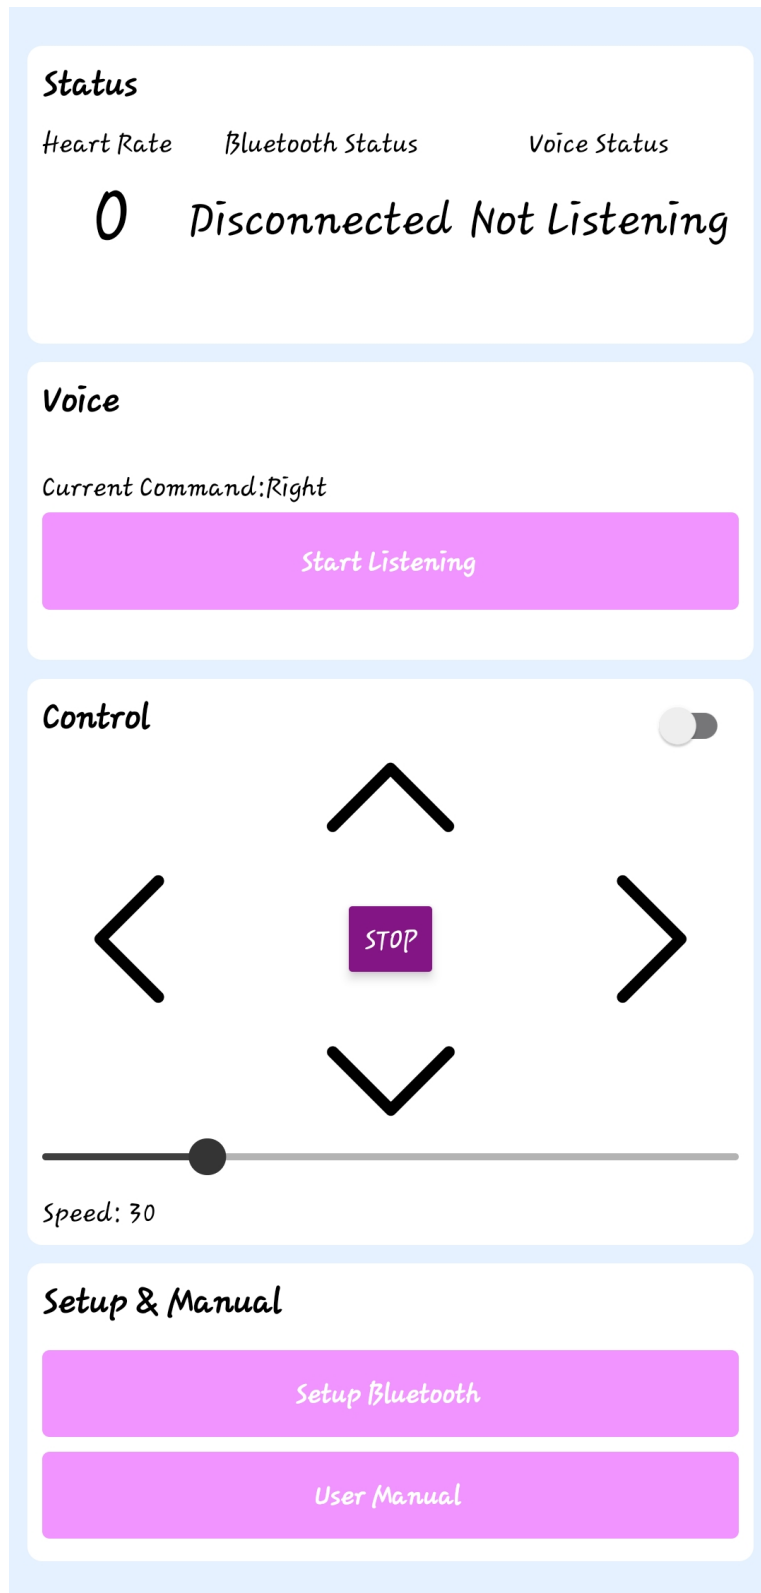 Status
Heart Rate Bluetooth Status Voice Status
0 Disconnected Not Listening
Voice
Current Command:Right
Start Listening
Control
STOP
Speed: 30
Setup & Manual
Setup Bluetooth
User Manual